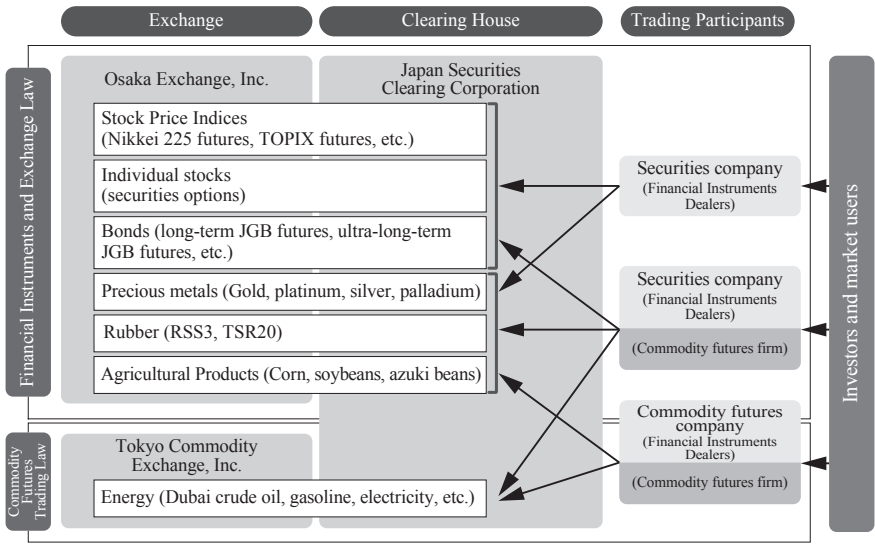 Exchange
Clearing House
Trading Participants
Financial Instruments and Exchange Law
Osaka Exchange, Inc.
Japan Securities
Clearing Corporation
Stock Price Indices
(Nikkei 225 futures, TOPIX futures, etc.)
Individual stocks
(securities options)
Bonds (long-term JGB futures, ultra-long-term
JGB futures, etc.)
Precious metals (Gold, platinum, silver, palladium)
Rubber (RSS3, TSR20)
Agricultural Products (Corn, soybeans, azuki beans)
Securities company
(Financial Instruments
Dealers)
Securities company
(Financial Instruments
Dealers)
(Commodity futures firm)
Commodity futures
company
(Financial Instruments
Dealers)
(Commodity futures firm)
Investors and market users
Commodity
Futures
Trading Law
Tokyo Commodity
Exchange, Inc.
Energy (Dubai crude oil, gasoline, electricity, etc.)